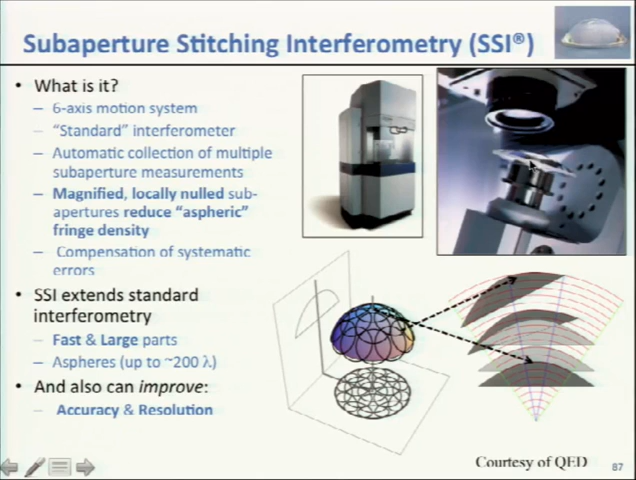 Subaperture Stitching Interferometry (SSI®)
• What is it?
– 6-axis motion system
– "Standard" interferometer
– Automatic collection of multiple
subaperture measurements
– Magnified, locally nulled sub-
apertures reduce "aspheric"
fringe density
– Compensation of systematic
errors
• SSI extends standard
interferometry
– Fast & Large parts
– Aspheres (up to ~200 λ)
• And also can improve:
– Accuracy & Resolution
Courtesy of QED
87